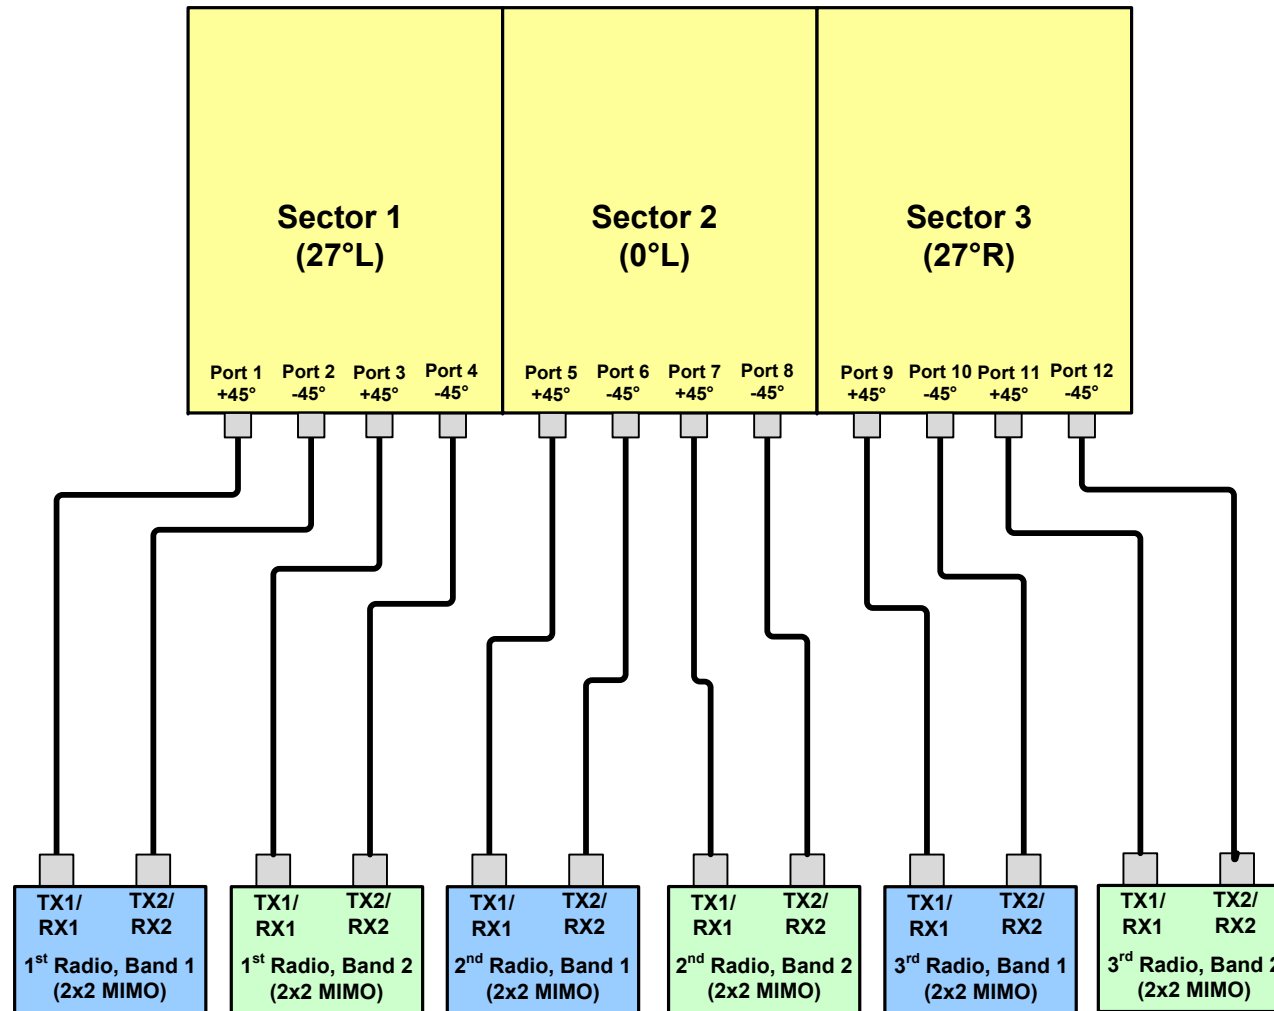 Sector 1
(27°L)
Sector 2
(0°L)
Sector 3
(27°R)
Port 1
+45°
Port 2
-45°
Port 3
+45°
Port 4
-45°
Port 5
+45°
Port 6
-45°
Port 7
+45°
Port 8
-45°
Port 9
+45°
Port 10
-45°
Port 11
+45°
Port 12
-45°
TX1/
RX1
TX2/
RX2
1st Radio, Band 1
(2x2 MIMO)
TX1/
RX1
TX2/
RX2
1st Radio, Band 2
(2x2 MIMO)
TX1/
RX1
TX2/
RX2
2nd Radio, Band 1
(2x2 MIMO)
TX1/
RX1
TX2/
RX2
2nd Radio, Band 2
(2x2 MIMO)
TX1/
RX1
TX2/
RX2
3rd Radio, Band 1
(2x2 MIMO)
TX1/
RX1
TX2/
RX2
3rd Radio, Band 2
(2x2 MIMO)